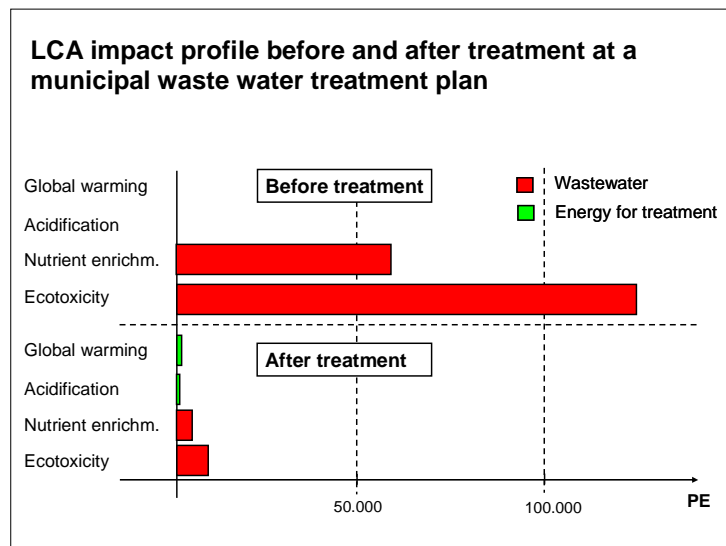 LCA impact profile before and after treatment at a
municipal waste water treatment plan
Global warming
Before treatment
Wastewater
Energy for treatment
Acidification
Nutrient enrichm.
Ecotoxicity
Global warming
After treatment
Acidification
Nutrient enrichm.
Ecotoxicity
50.000
100.000
PE